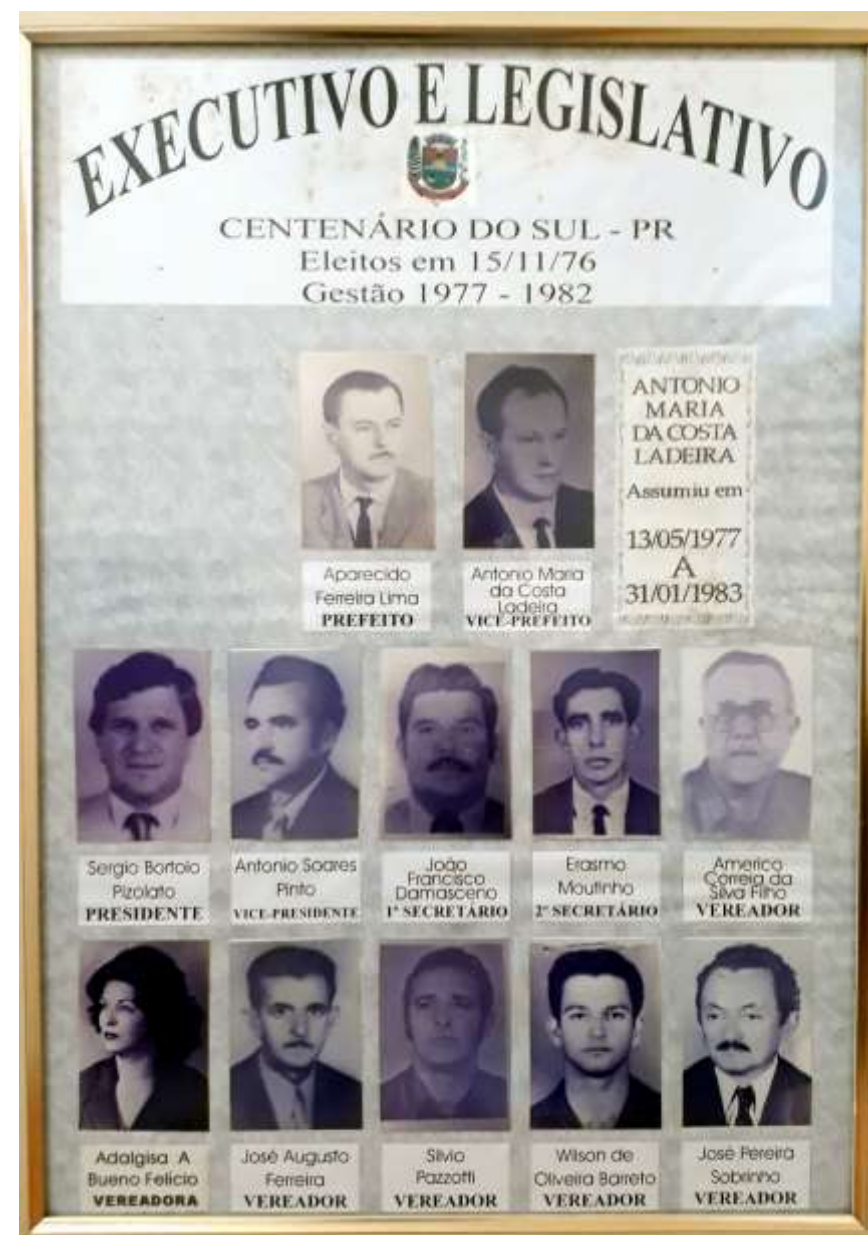 EXECUTIVO E LEGISLATIVO
CENTENÁRIO DO SUL - PR
Eleitos em 15/11/76
Gestão 1977 - 1982
ANTONIO
MARIA
DA COSTA
LADEIRA
Assumiu em
13/05/1977
A
31/01/1983
Aparecido
Ferreira Lima
PREFEITO
Antonio Maria
da Costa
Ladeira
VICE-PREFEITO
Sergio Bortolo
Pizolato
PRESIDENTE
Antonio Soares
Pinto
VICE-PRESIDENTE
João
Francisco
Damasceno
1º SECRETÁRIO
Erasmo
Moutinho
2º SECRETÁRIO
Americo
Correia da
Silva Filho
VEREADOR
Adalgisa A
Bueno Felício
VEREADORA
José Augusto
Ferreira
VEREADOR
Silvio
Pazzotti
VEREADOR
Wilson de
Oliveira Barreto
VEREADOR
José Pereira
Sobrinho
VEREADOR